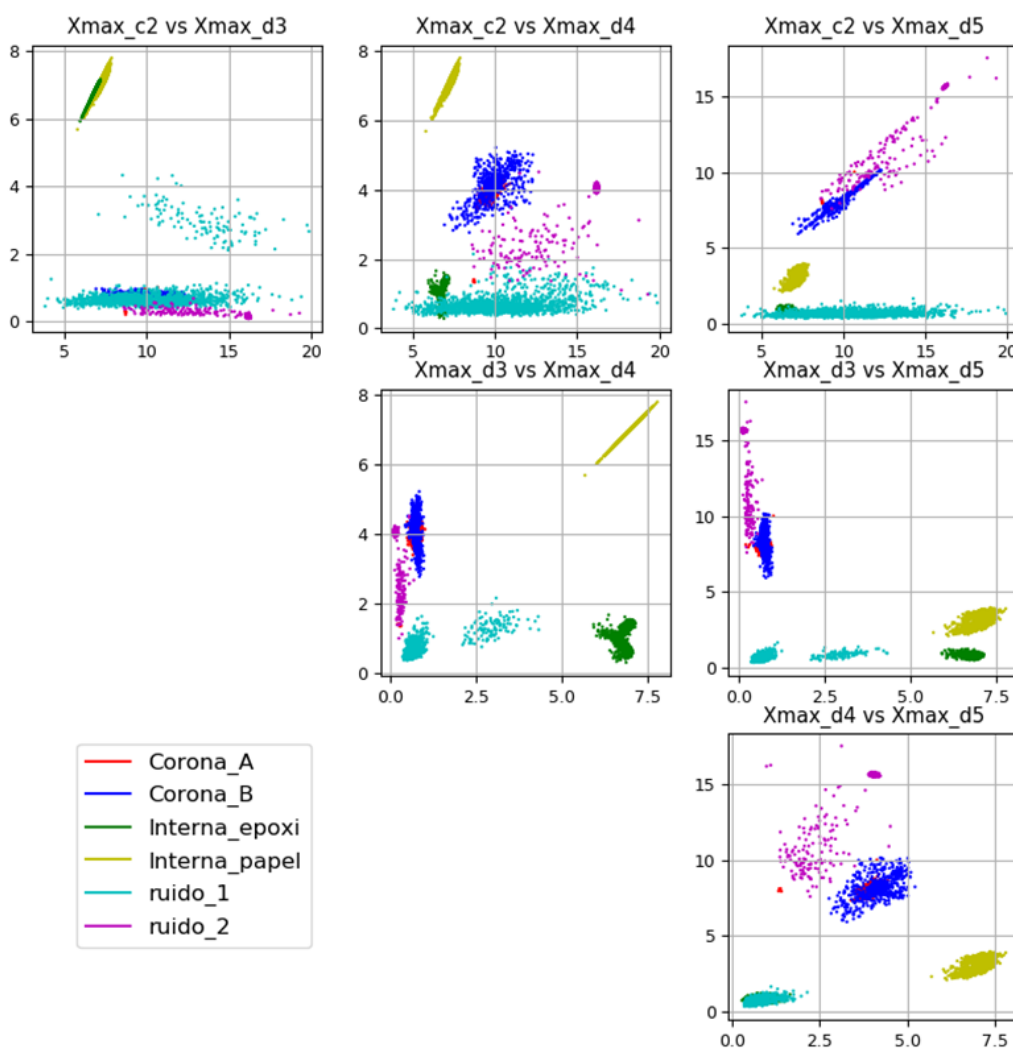 Xmax_c2 vs Xmax_d3
Xmax_c2 vs Xmax_d4
Xmax_c2 vs Xmax_d5
8
6
4
2
0
5 10 15 20
8
6
4
2
0
5 10 15 20
15
10
5
0
5 10 15 20
Xmax_d3 vs Xmax_d4
Xmax_d3 vs Xmax_d5
8
6
4
2
0
0.0 2.5 5.0 7.5
15
10
5
0
0.0 2.5 5.0 7.5
Xmax_d4 vs Xmax_d5
15
10
5
0
0.0 2.5 5.0 7.5
Corona_A
Corona_B
Interna_epoxi
Interna_papel
ruido_1
ruido_2